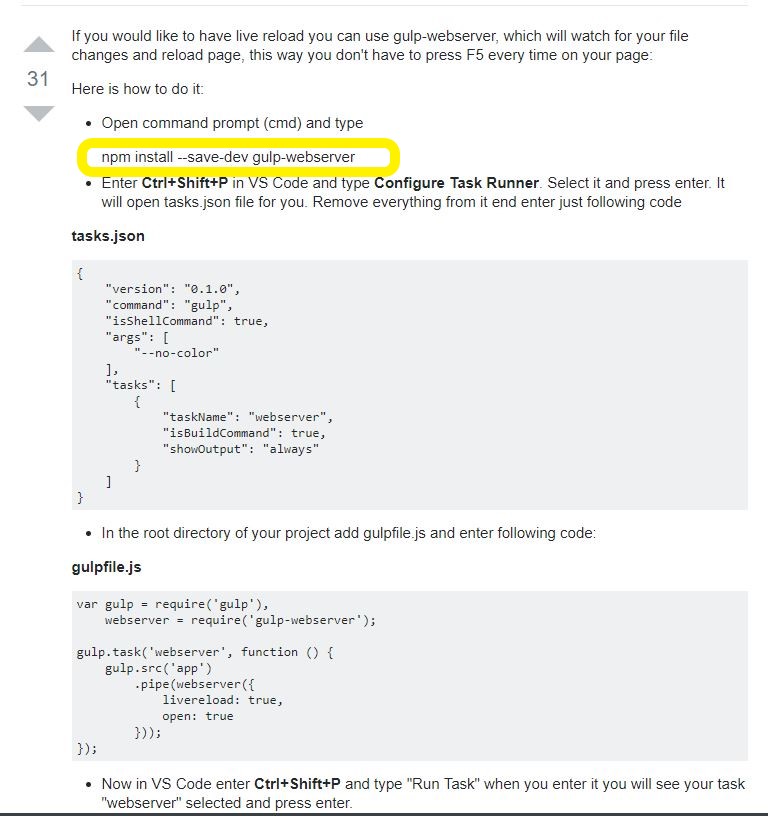 If you would like to have live reload you can use gulp-webserver, which will watch for your file
changes and reload page, this way you don't have to press F5 every time on your page:
31
Here is how to do it:
• Open command prompt (cmd) and type
npm install --save-dev gulp-webserver
• Enter Ctrl+Shift+P in VS Code and type Configure Task Runner. Select it and press enter. It
will open tasks.json file for you. Remove everything from it end enter just following code
tasks.json
{
    "version": "0.1.0",
    "command": "gulp",
    "isShellCommand": true,
    "args": [
        "--no-color"
    ],
    "tasks": [
        {
            "taskName": "webserver",
            "isBuildCommand": true,
            "showOutput": "always"
        }
    ]
}
• In the root directory of your project add gulpfile.js and enter following code:
gulpfile.js
var gulp = require('gulp'),
    webserver = require('gulp-webserver');
gulp.task('webserver', function () {
    gulp.src('app')
        .pipe(webserver({
            livereload: true,
            open: true
        }));
});
• Now in VS Code enter Ctrl+Shift+P and type "Run Task" when you enter it you will see your task
"webserver" selected and press enter.